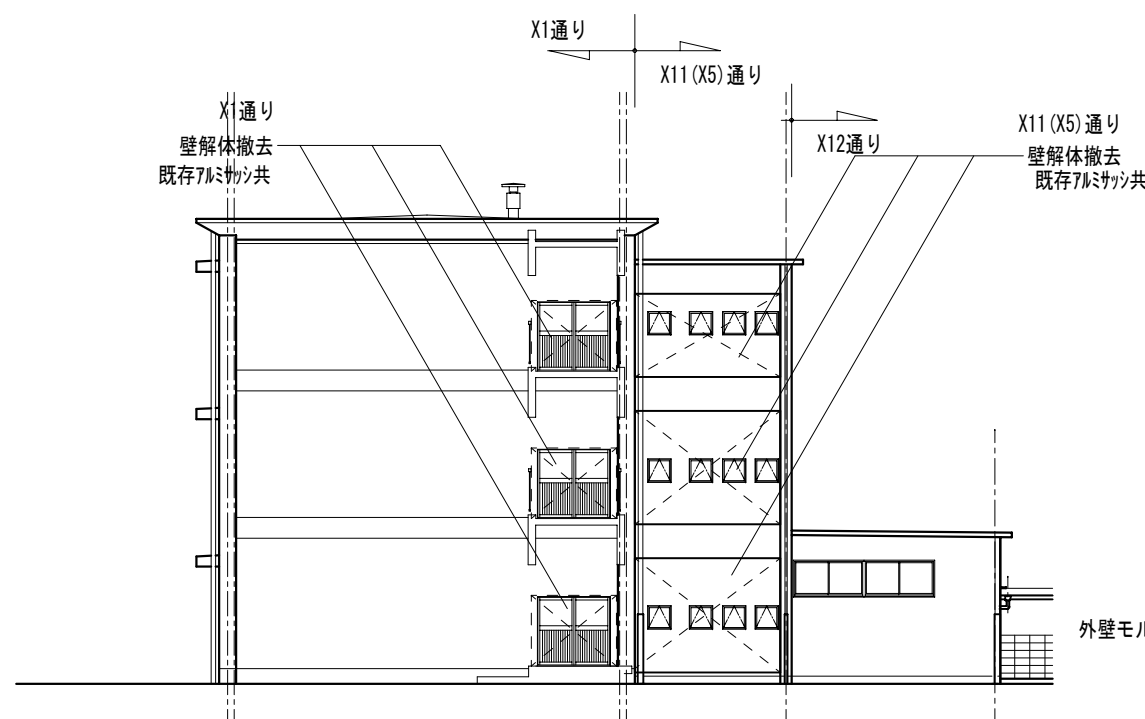 X1通り
X11(X5)通り
X1通り
壁解体撤去
既存アルミサッシ共
X12通り
X11(X5)通り
壁解体撤去
既存アルミサッシ共
外壁モル